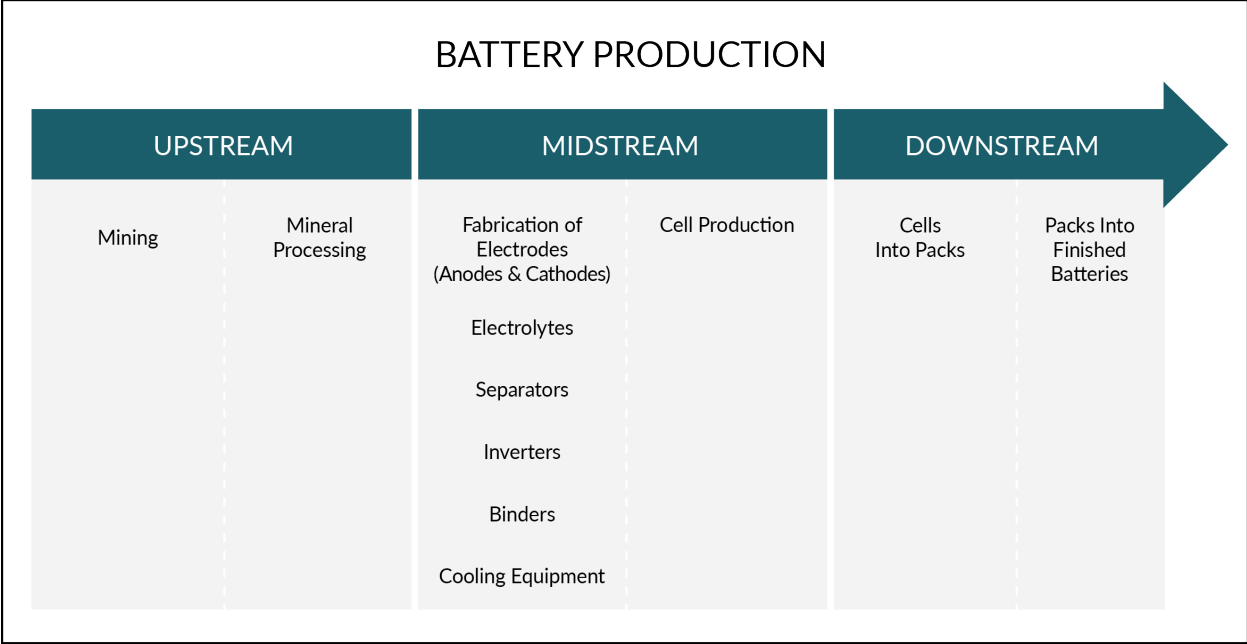 BATTERY PRODUCTION
UPSTREAM
MIDSTREAM
DOWNSTREAM
Mining
Mineral
Processing
Fabrication of
Electrodes
(Anodes & Cathodes)
Electrolytes
Separators
Inverters
Binders
Cooling Equipment
Cell Production
Cells
Into Packs
Packs Into
Finished
Batteries